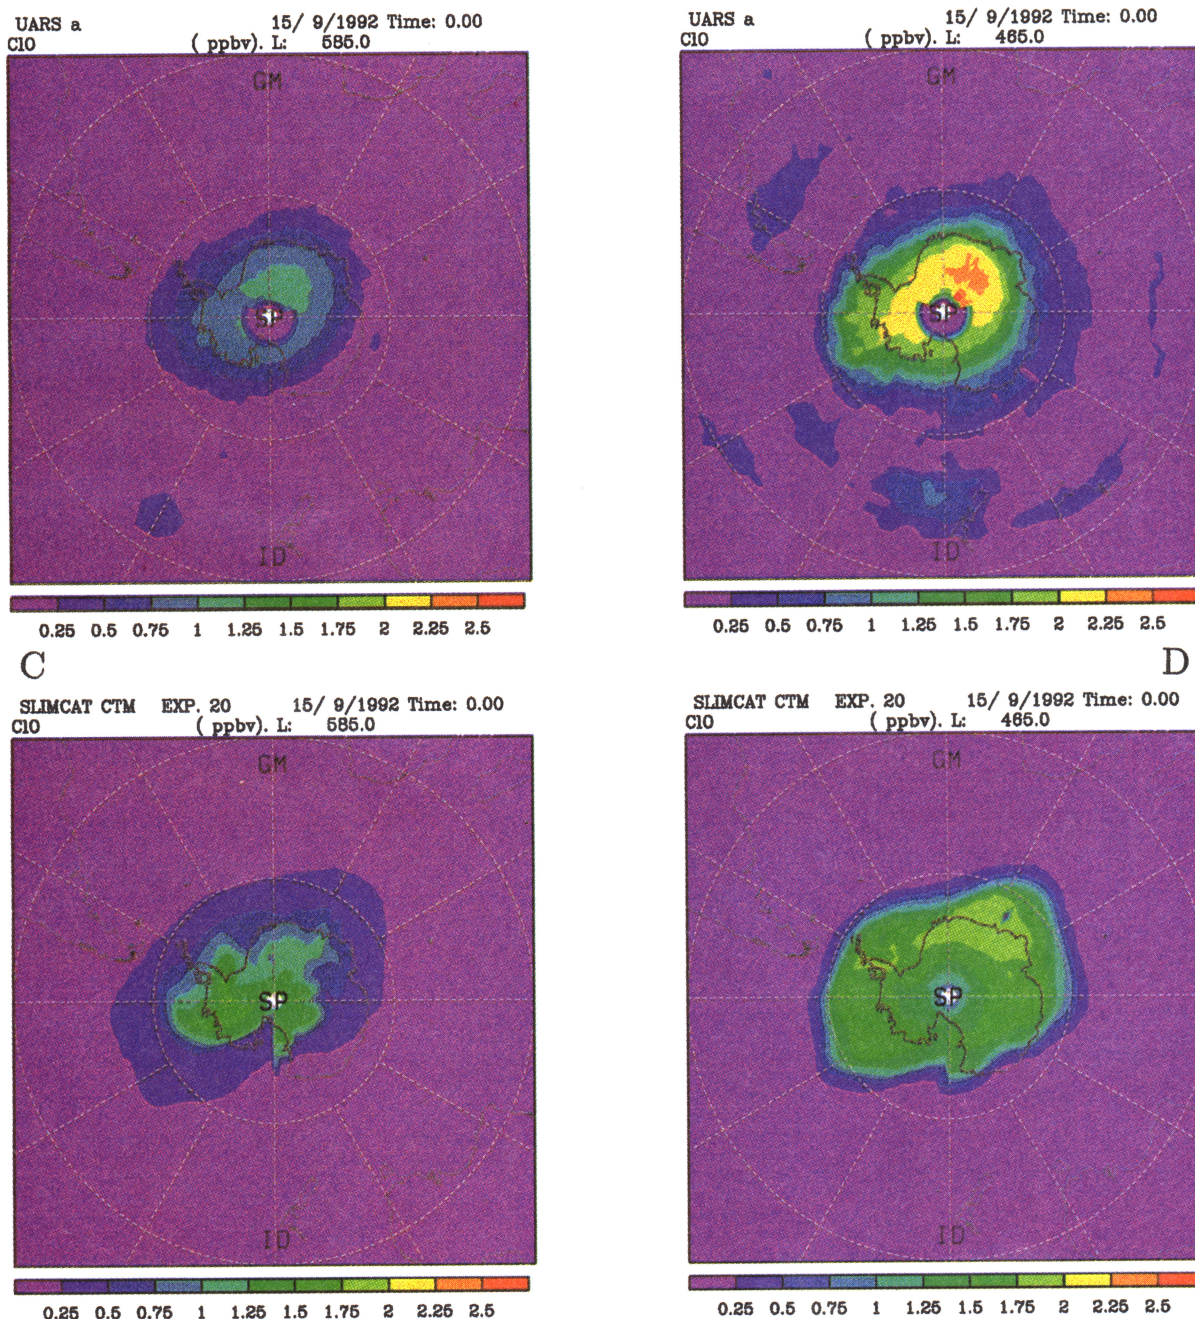 UARS a 15/ 9/1992 Time: 0.00
ClO ( ppbv). L: 585.0
GM
SP
ID
0.25 0.5 0.75 1 1.25 1.5 1.75 2 2.25 2.5
UARS a 15/ 9/1992 Time: 0.00
ClO ( ppbv). L: 465.0
GM
SP
ID
0.25 0.5 0.75 1 1.25 1.5 1.75 2 2.25 2.5
C
D
SLIMCAT CTM EXP. 20 15/ 9/1992 Time: 0.00
ClO ( ppbv). L: 585.0
GM
SP
ID
0.25 0.5 0.75 1 1.25 1.5 1.75 2 2.25 2.5
SLIMCAT CTM EXP. 20 15/ 9/1992 Time: 0.00
ClO ( ppbv). L: 465.0
GM
SP
ID
0.25 0.5 0.75 1 1.25 1.5 1.75 2 2.25 2.5